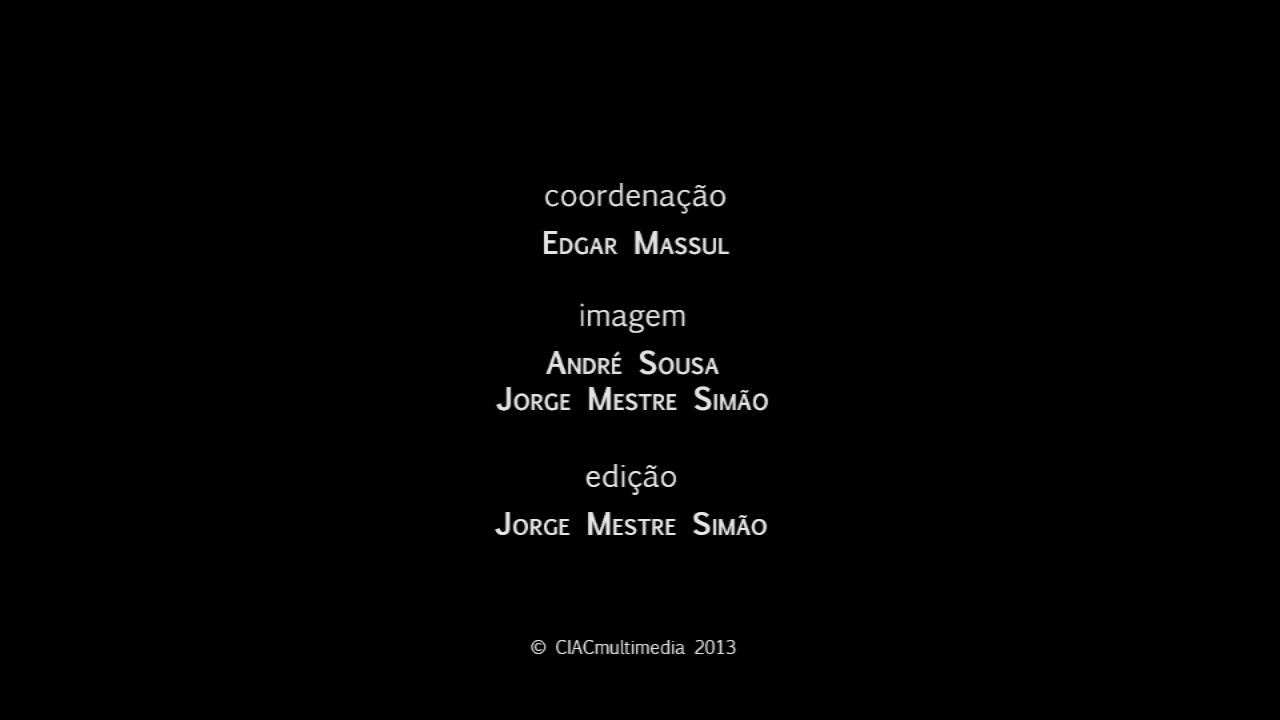 coordenação
Edgar Massul
imagem
André Sousa
Jorge Mestre Simão
edição
Jorge Mestre Simão
© CIACmultimedia 2013